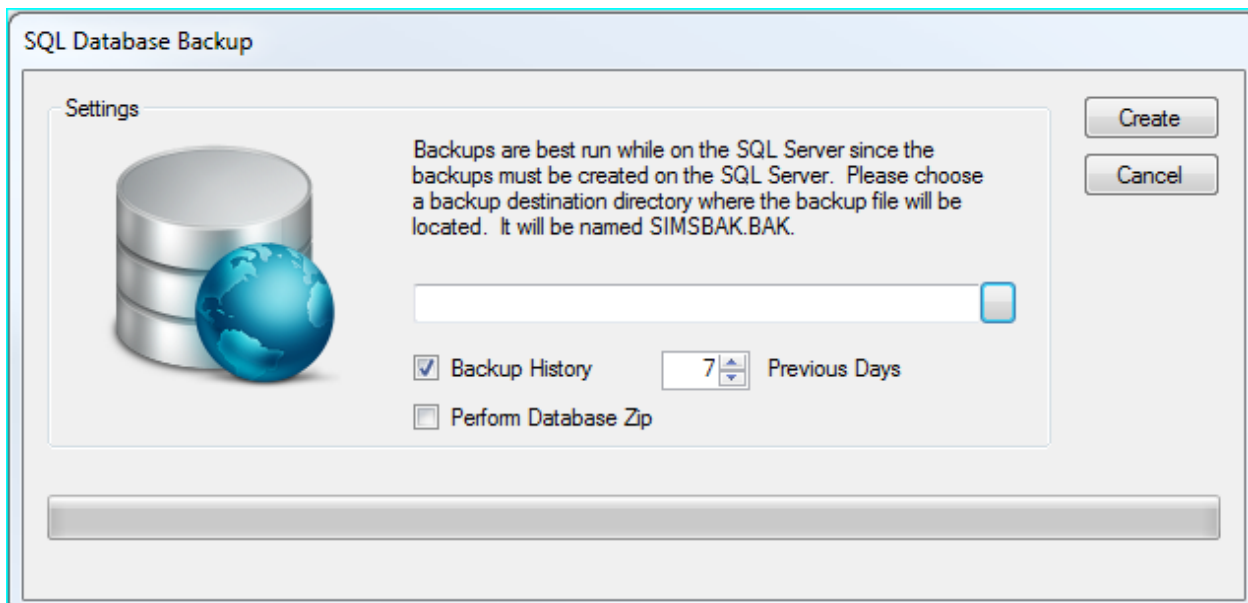 SQL Database Backup
Settings
Create
Backups are best run while on the SQL Server since the
backups must be created on the SQL Server.  Please choose
a backup destination directory where the backup file will be
located.  It will be named SIMSBAK.BAK.
Cancel
Backup History 7 Previous Days
Perform Database Zip